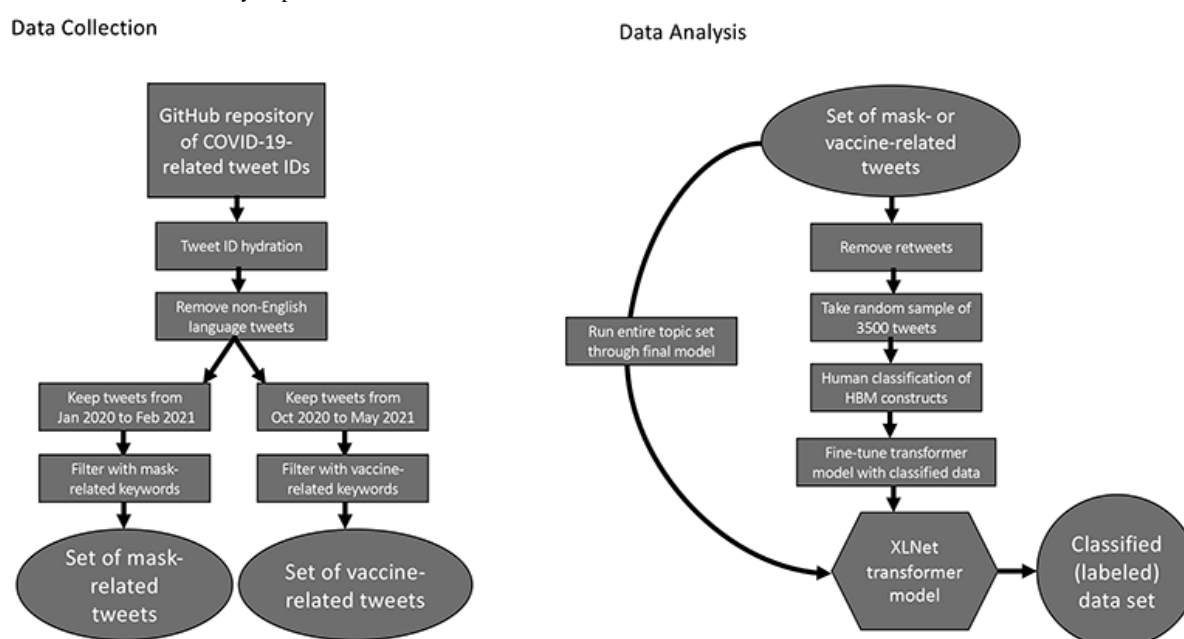 Data Collection
GitHub repository
of COVID-19-
related tweet IDs
Tweet ID hydration
Remove non-English
language tweets
Keep tweets from
Jan 2020 to Feb 2021
Filter with mask-
related keywords
Set of mask-
related
tweets
Keep tweets from
Oct 2020 to May 2021
Filter with vaccine-
related keywords
Set of vaccine-
related tweets
Data Analysis
Set of mask- or
vaccine-related
tweets
Remove retweets
Take random sample of
3500 tweets
Human classification of
HBM constructs
Fine-tune transformer
model with classified data
Run entire topic set
through final model
XLNet
transformer
model
Classified
(labeled)
data set